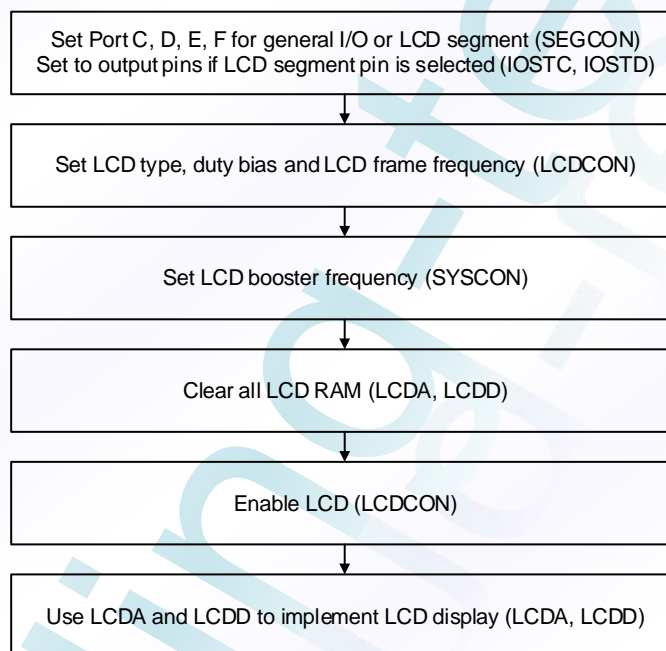 Set Port C, D, E, F for general I/O or LCD segment (SEGCON)
Set to output pins if LCD segment pin is selected (IOSTC, IOSTD)
Set LCD type, duty bias and LCD frame frequency (LCDCON)
Set LCD booster frequency (SYSCON)
Clear all LCD RAM (LCDA, LCDD)
Enable LCD (LCDCON)
Use LCDA and LCDD to implement LCD display (LCDA, LCDD)